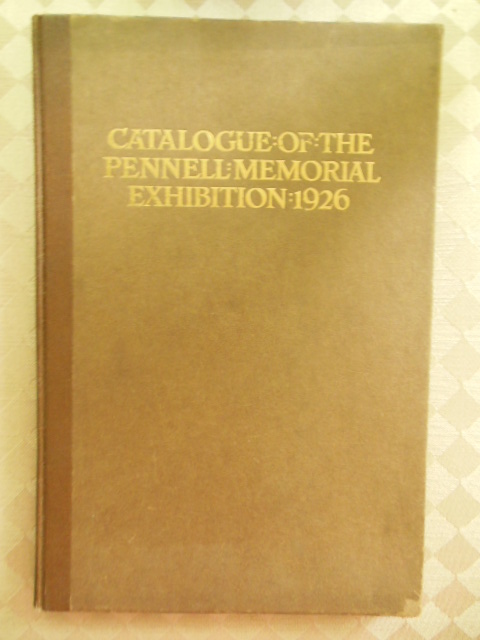 CATALOGUE:OF:THE
PENNELL:MEMORIAL
EXHIBITION:1926